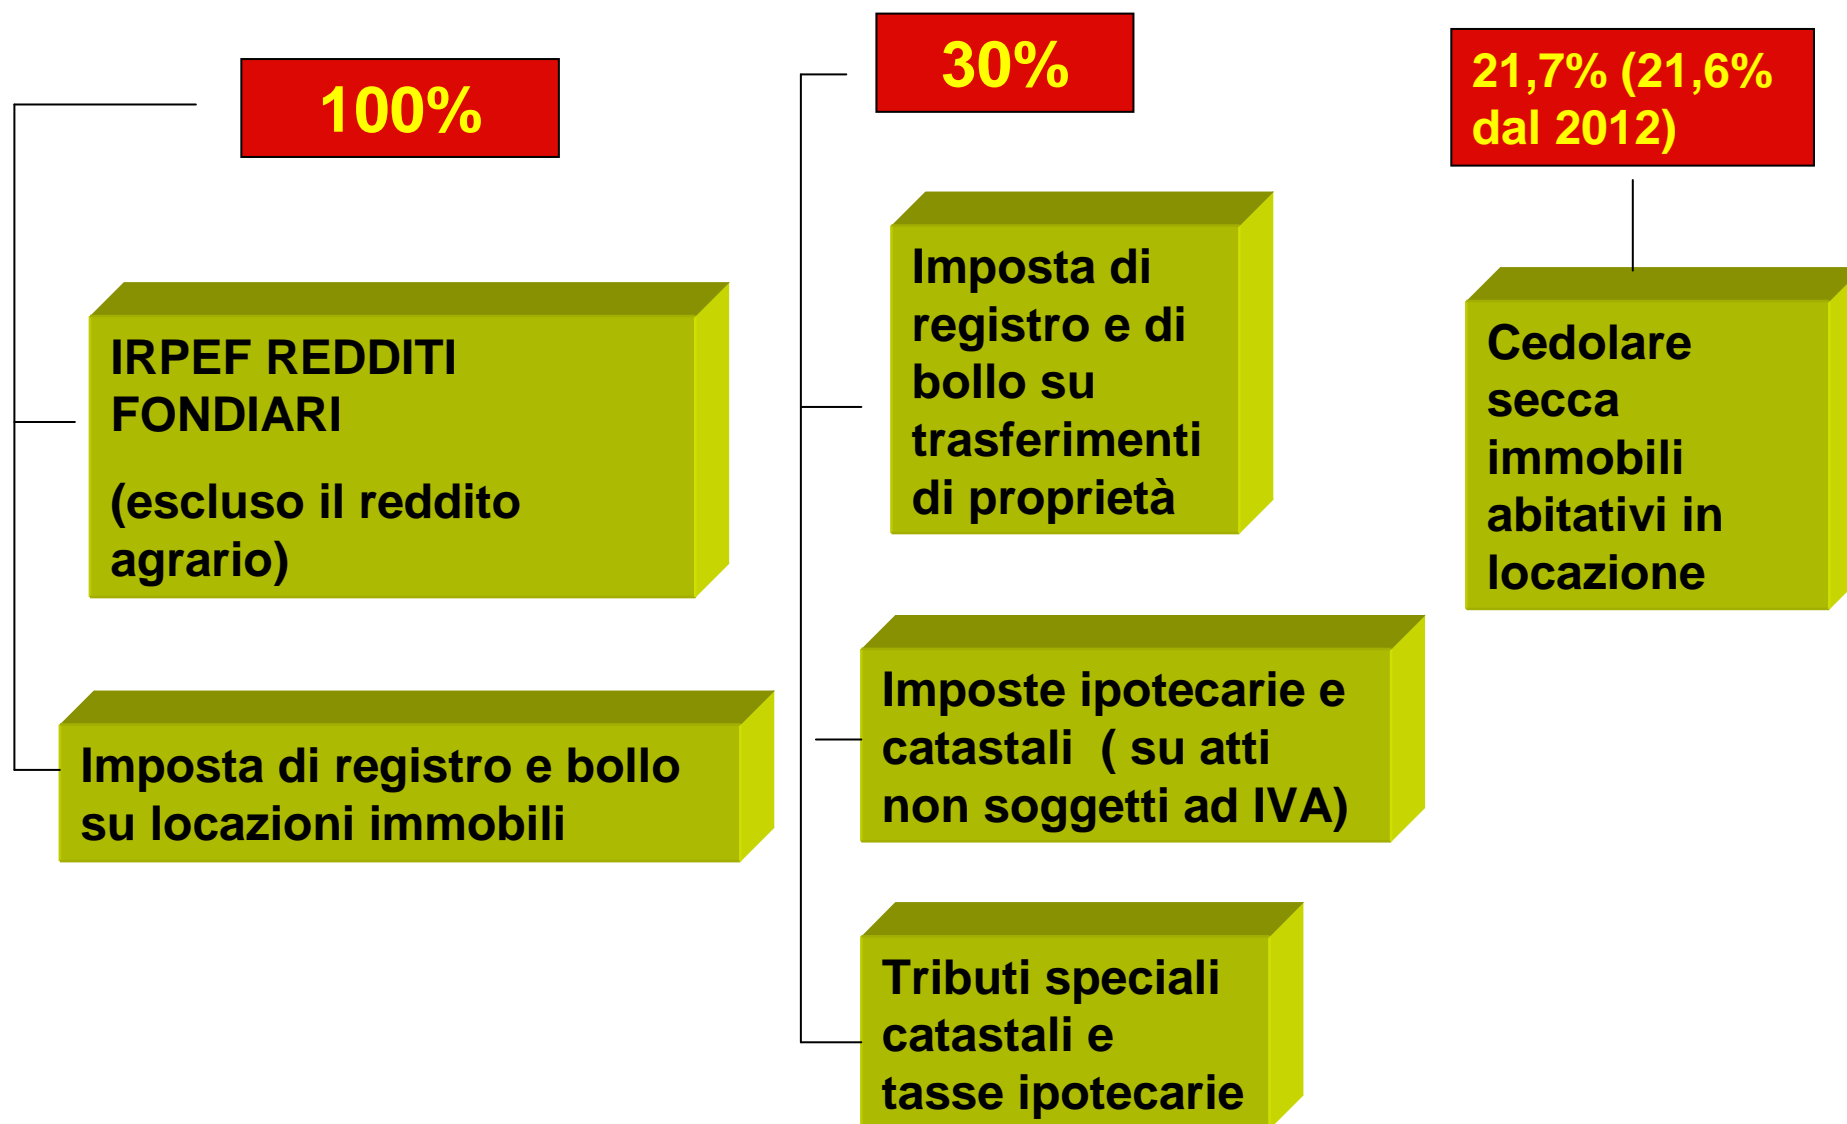 100%
IRPEF REDDITI
FONDIARI
(escluso il reddito
agrario)
Imposta di registro e bollo
su locazioni immobili
30%
Imposta di
registro e di
bollo su
trasferimenti
di proprietà
Imposte ipotecarie e
catastali ( su atti
non soggetti ad IVA)
Tributi speciali
catastali e
tasse ipotecarie
21,7% (21,6%
dal 2012)
Cedolare
secca
immobili
abitativi in
locazione